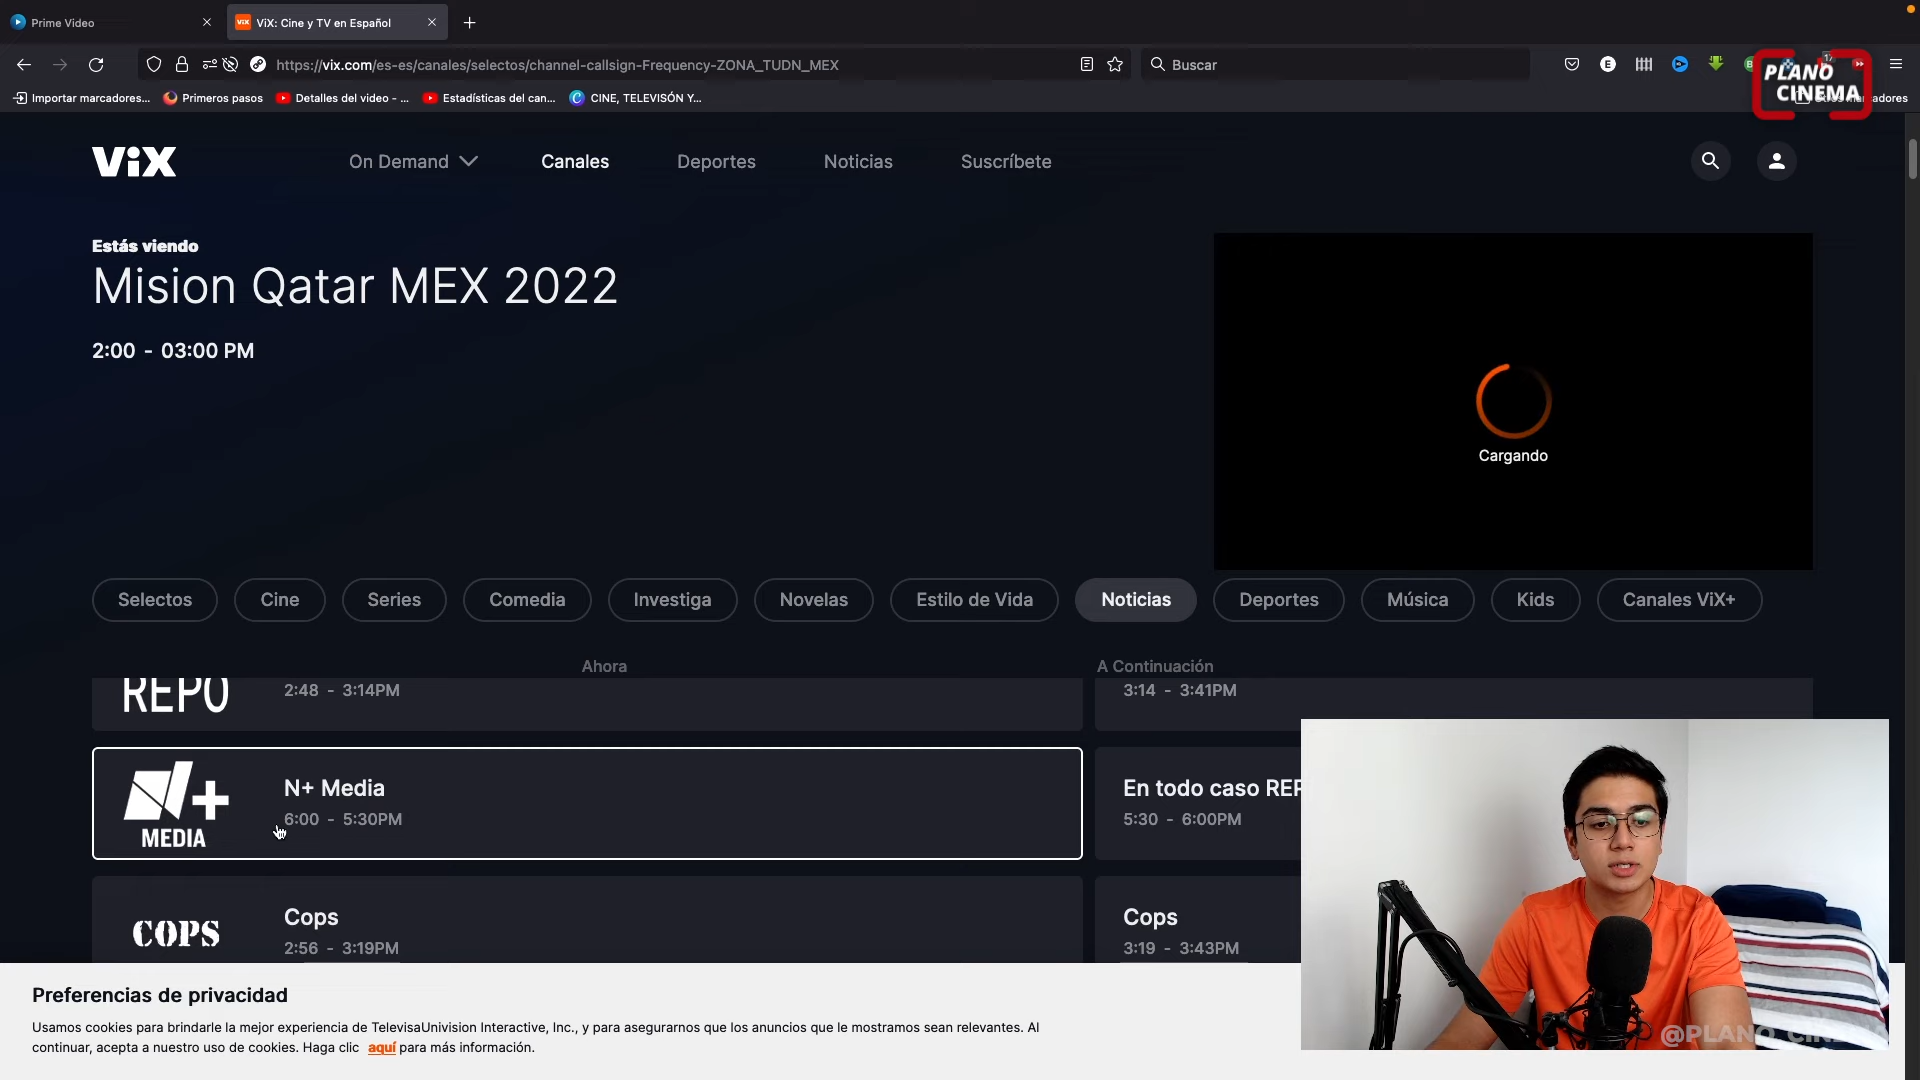 Prime Video
ViX ViX: Cine y TV en Español
https://vix.com/es-es/canales/selectos/channel-callsign-Frequency-ZONA_TUDN_MEX
Buscar
E
17
PLANO
CINEMA
Importar marcadores...
Primeros pasos
Detalles del video - ...
Estadísticas del can...
CINE, TELEVISÓN Y...
ViX
On Demand
Canales
Deportes
Noticias
Suscríbete
Estás viendo
Mision Qatar MEX 2022
2:00 - 03:00 PM
Cargando
Selectos
Cine
Series
Comedia
Investiga
Novelas
Estilo de Vida
Noticias
Deportes
Música
Kids
Canales ViX+
Ahora
A Continuación
REPO
2:48 - 3:14PM
3:14 - 3:41PM
N+
MEDIA
N+ Media
6:00 - 5:30PM
En todo caso REP
5:30 - 6:00PM
COPS
Cops
2:56 - 3:19PM
Cops
3:19 - 3:43PM
Preferencias de privacidad
Usamos cookies para brindarle la mejor experiencia de TelevisaUnivision Interactive, Inc., y para asegurarnos que los anuncios que le mostramos sean relevantes. Al
continuar, acepta a nuestro uso de cookies. Haga clic aquí para más información.